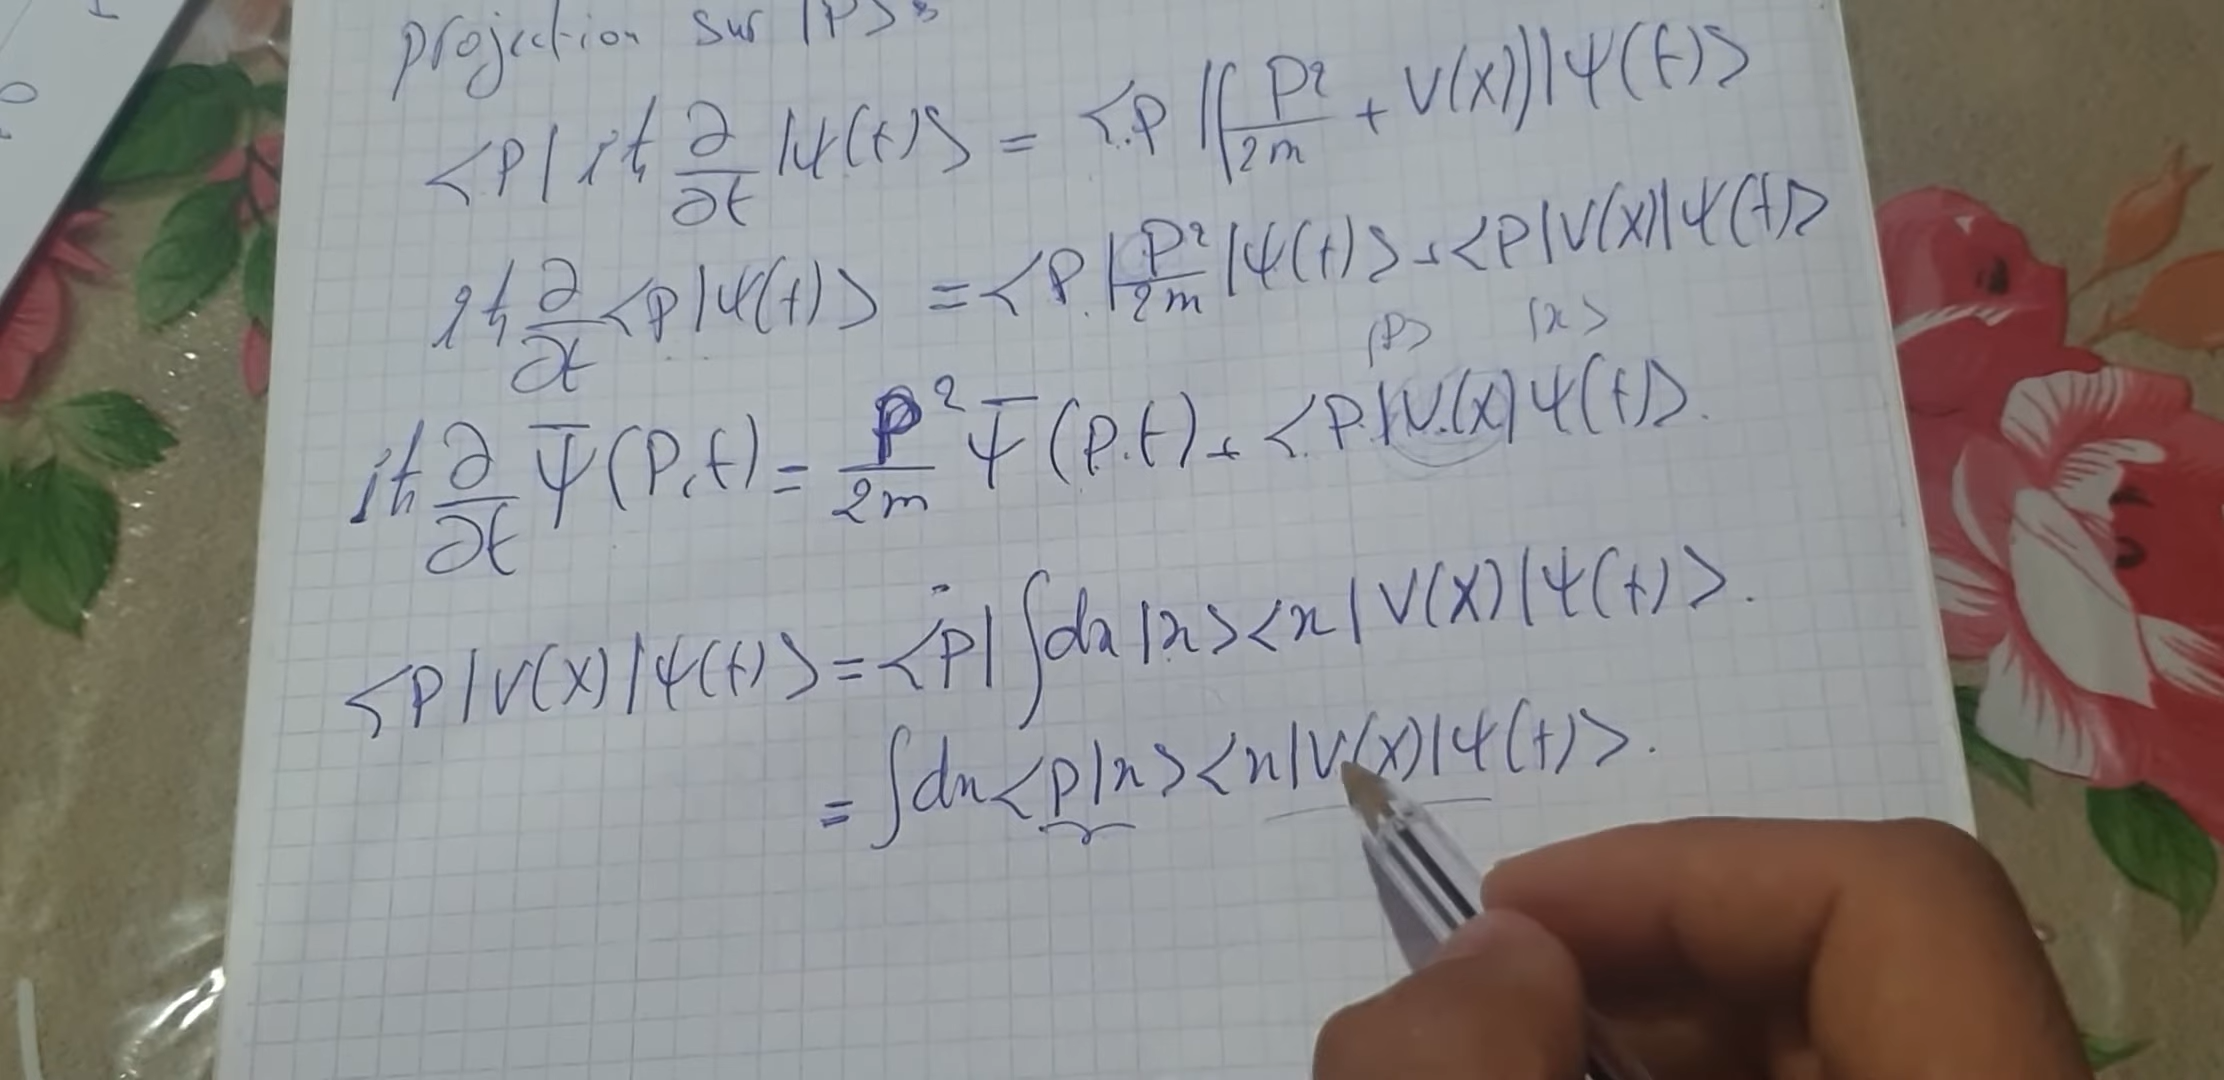 projection sur |P>:
<P| iħ ∂/∂t |ψ(t)> = <P|(P²/2m + V(X))|ψ(t)>
iħ ∂/∂t <P|ψ(t)> = <P|P²/2m|ψ(t)> + <P|V(X)|ψ(t)>
|P> |x>
iħ ∂/∂t ψ̅(P,t) = P²/2m ψ̅(P,t) + <P|V(X)|ψ(t)>.
<P|V(X)|ψ(t)> = <P| ∫dx |x><x|V(X)|ψ(t)>.
= ∫dx <P|x><x|V(X)|ψ(t)>.